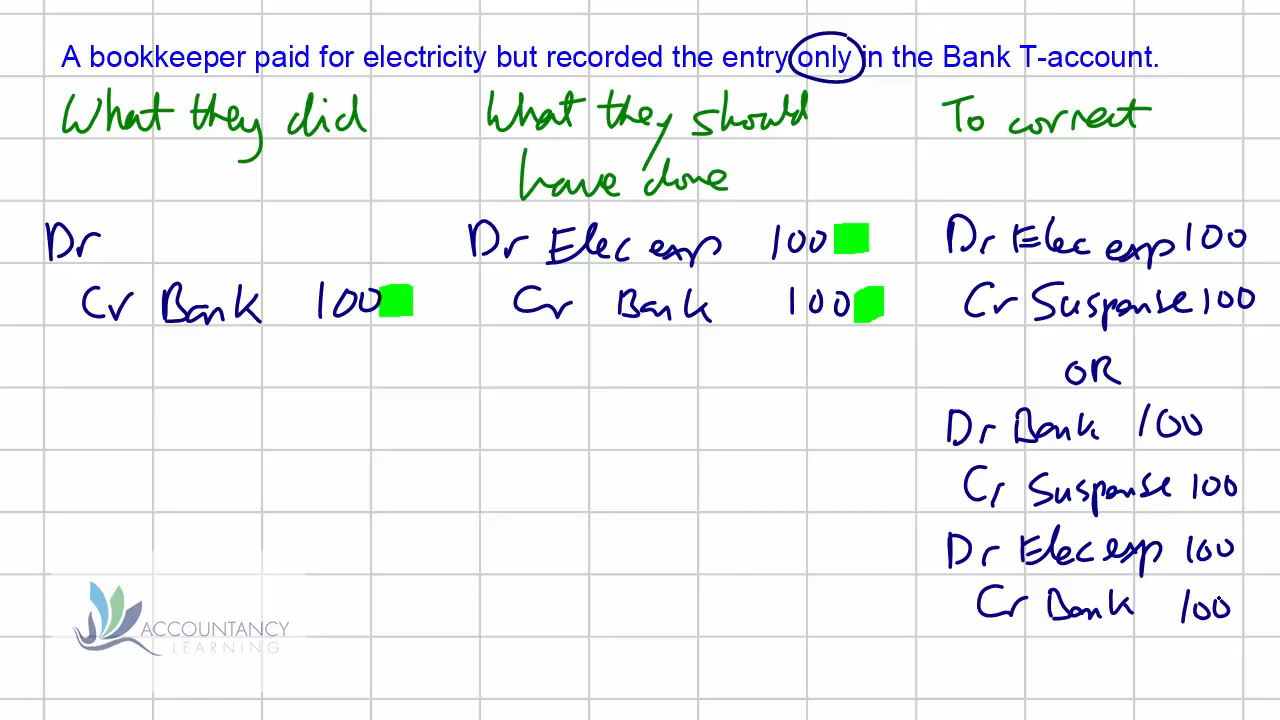 A bookkeeper paid for electricity but recorded the entry only in the Bank T-account.
What they did
What they should
have done
To correct
Dr
Cr Bank 100
Dr Elec exp 100
Cr Bank 100
Dr Elec exp 100
Cr Suspense 100
OR
Dr Bank 100
Cr Suspense 100
Dr Elec exp 100
Cr Bank 100
ACCOUNTANCY
LEARNING